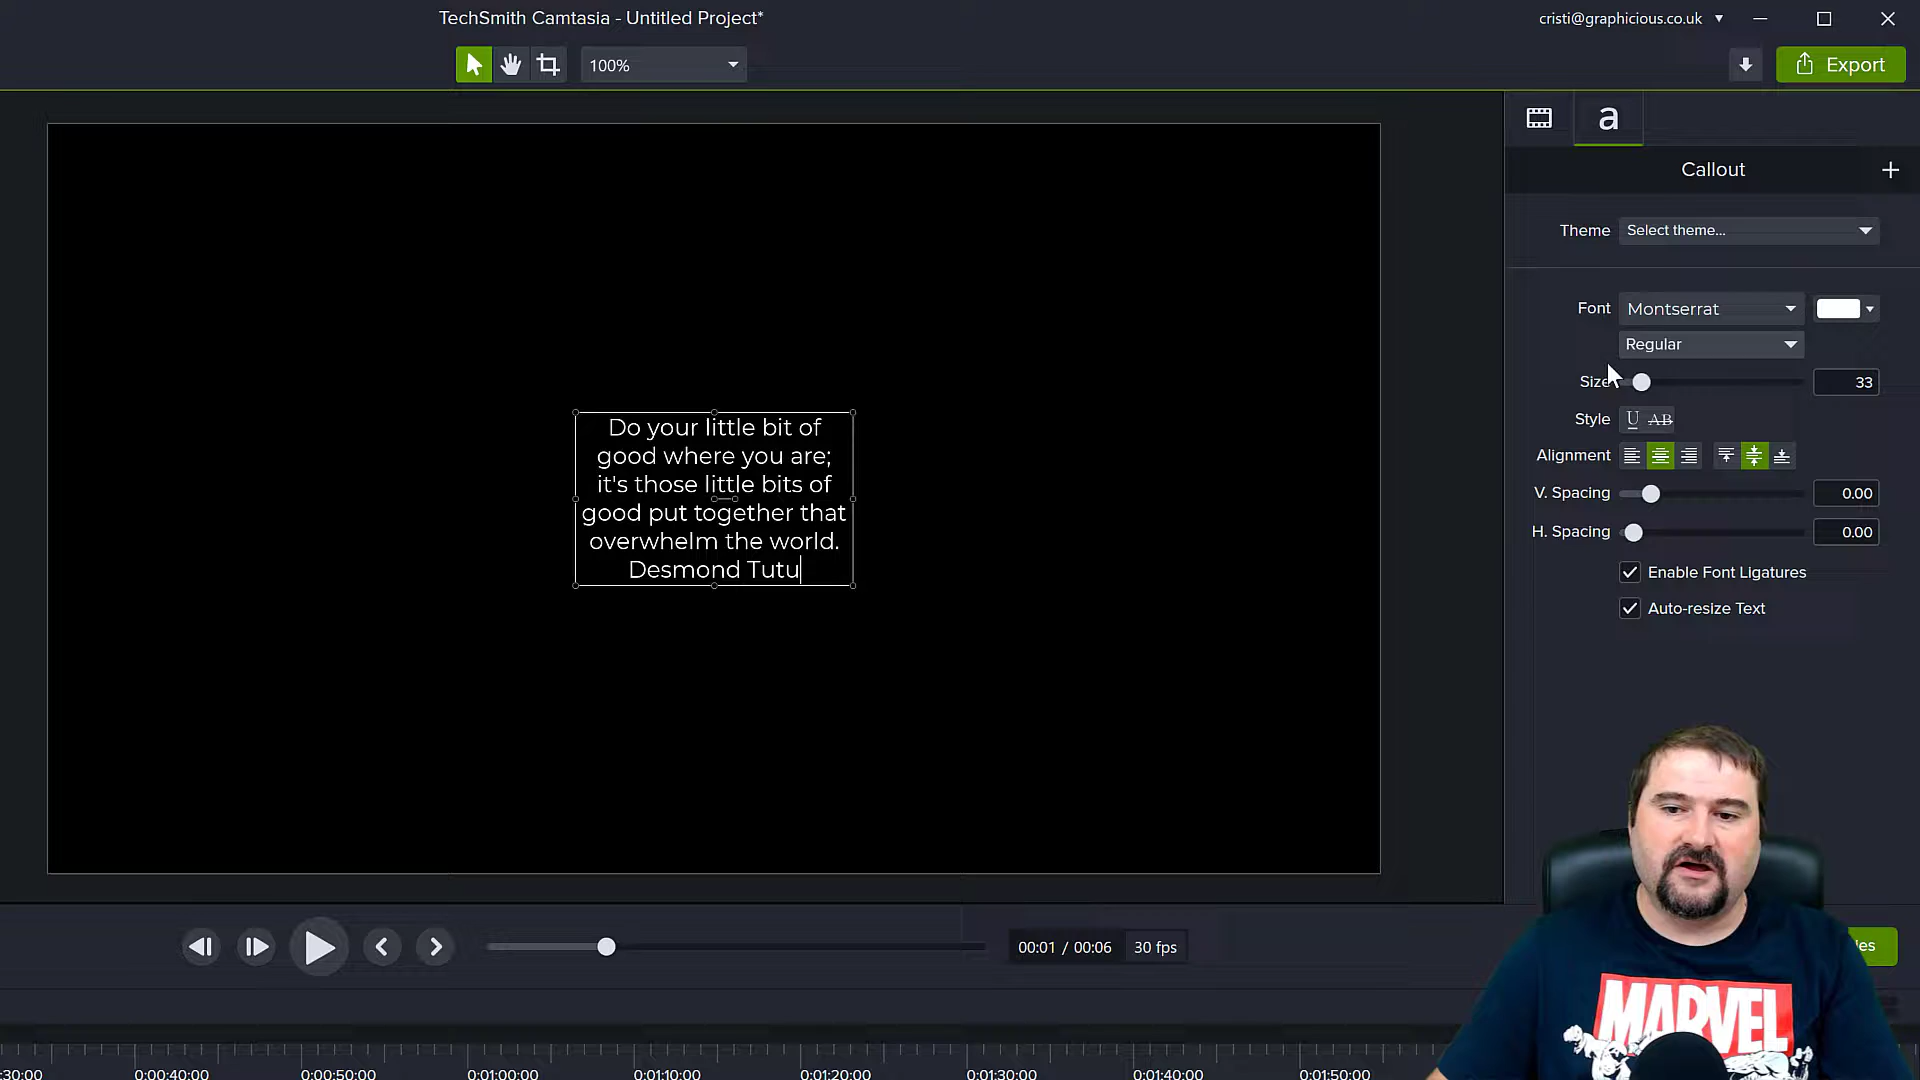 TechSmith Camtasia - Untitled Project*
cristi@graphicious.co.uk
100%
Export
a
Callout
Theme
Select theme...
Font
Montserrat
Regular
Size
33
Style
U AB
Alignment
V. Spacing
0.00
H. Spacing
0.00
Enable Font Ligatures
Auto-resize Text
Do your little bit of
good where you are;
it's those little bits of
good put together that
overwhelm the world.
Desmond Tutu
00:01 / 00:06
30 fps
ies
MARVEL
:30:00
0:00:40:00
0:00:50:00
0:01:00:00
0:01:10:00
0:01:20:00
0:01:30:00
0:01:40:00
0:01:50:00